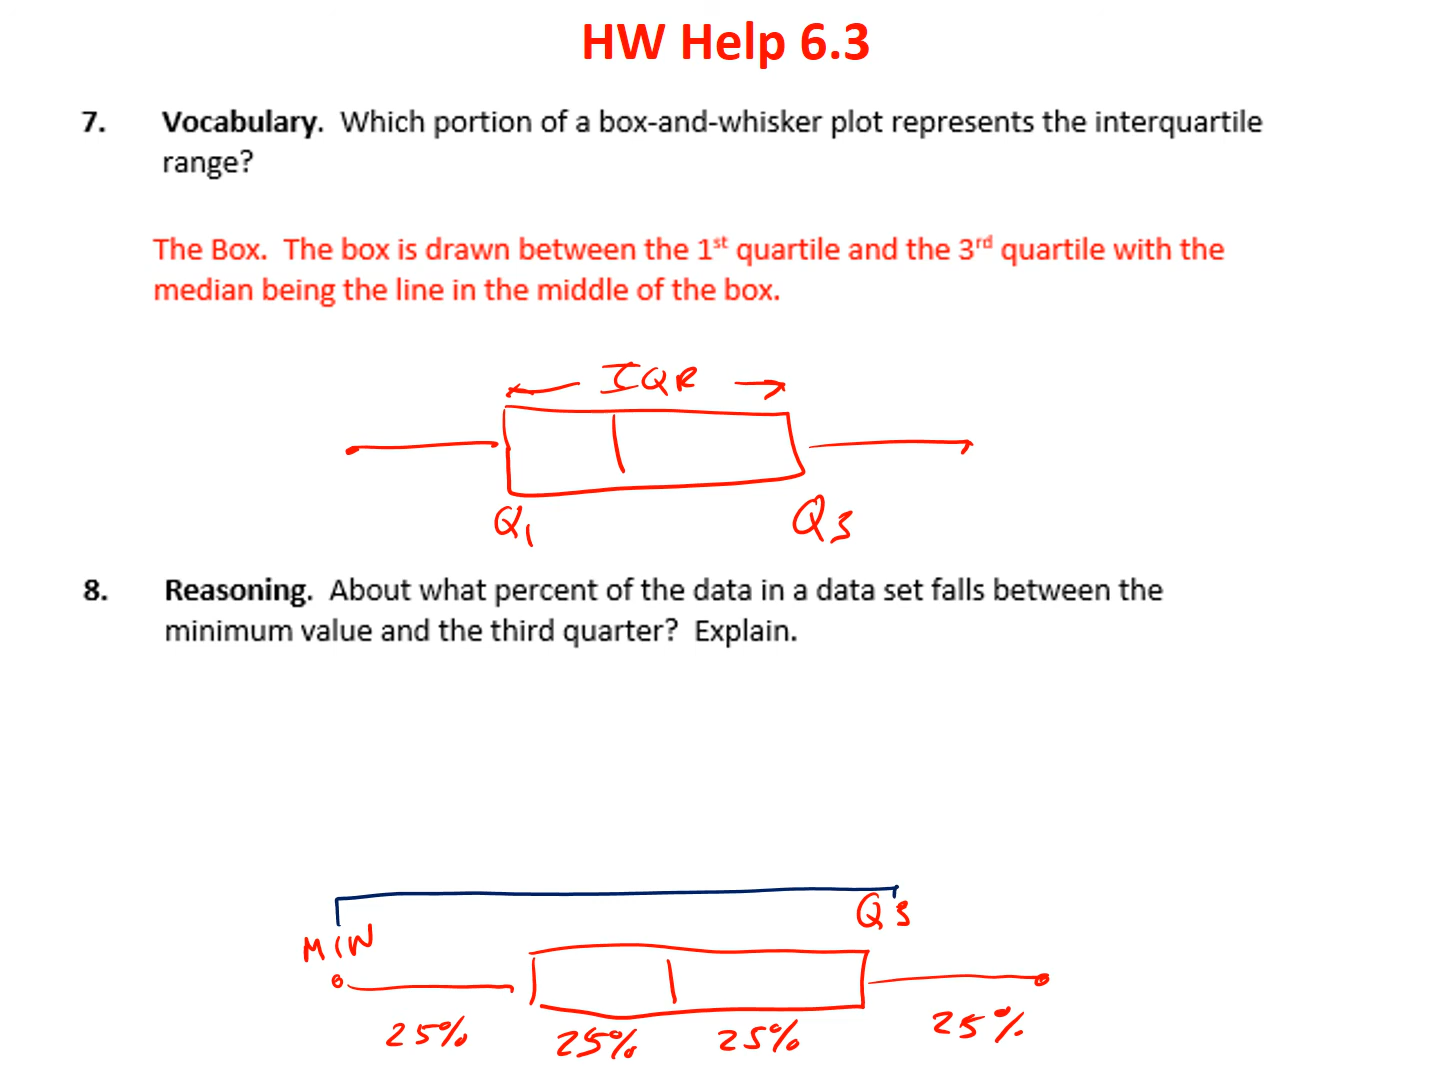 HW Help 6.3
7. Vocabulary. Which portion of a box-and-whisker plot represents the interquartile
range?
The Box. The box is drawn between the 1st quartile and the 3rd quartile with the
median being the line in the middle of the box.
IQR
Q1 Q3
8. Reasoning. About what percent of the data in a data set falls between the
minimum value and the third quarter? Explain.
Q3
MIN
25% 25% 25% 25%